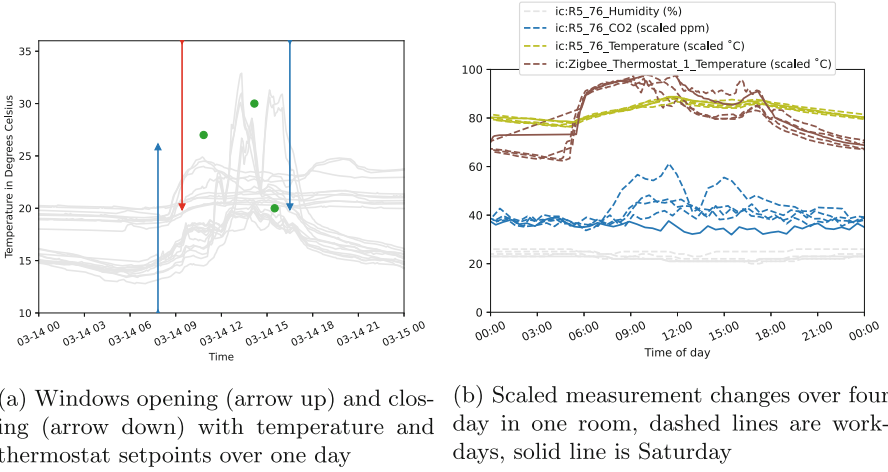 35
30
25
20
15
10
Temperature in Degrees Celsius
03-14 00
03-14 03
03-14 06
03-14 09
03-14 12
03-14 15
03-14 18
03-14 21
03-15 00
Time
(a) Windows opening (arrow up) and clos-
ing (arrow down) with temperature and
thermostat setpoints over one day
ic:R5_76_Humidity (%)
ic:R5_76_CO2 (scaled ppm)
ic:R5_76_Temperature (scaled ˚C)
ic:Zigbee_Thermostat_1_Temperature (scaled ˚C)
100
80
60
40
20
0
00:00
03:00
06:00
09:00
12:00
15:00
18:00
21:00
00:00
Time of day
(b) Scaled measurement changes over four
day in one room, dashed lines are work-
days, solid line is Saturday